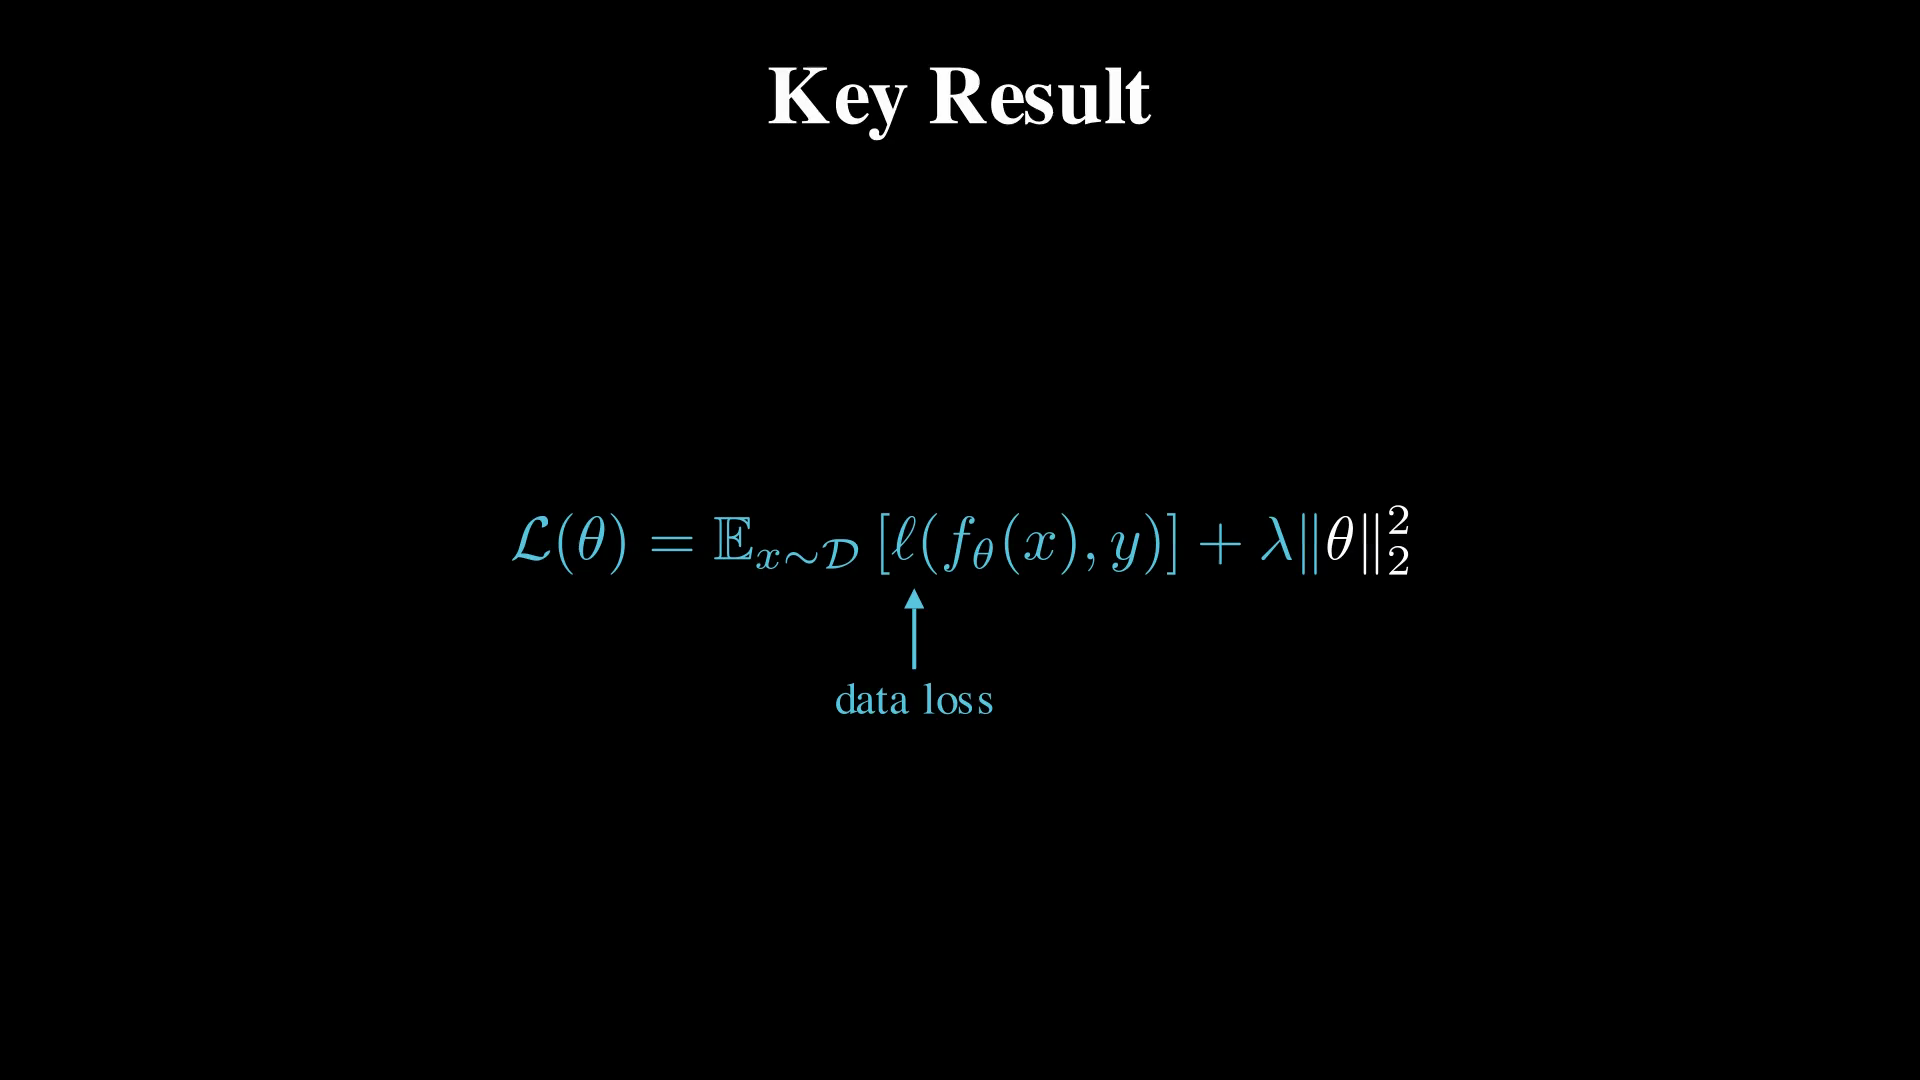 Key Result
ℒ(θ) = 𝔼_{x∼𝒟} [ℓ(f_θ(x), y)] + λ‖θ‖₂²
data loss